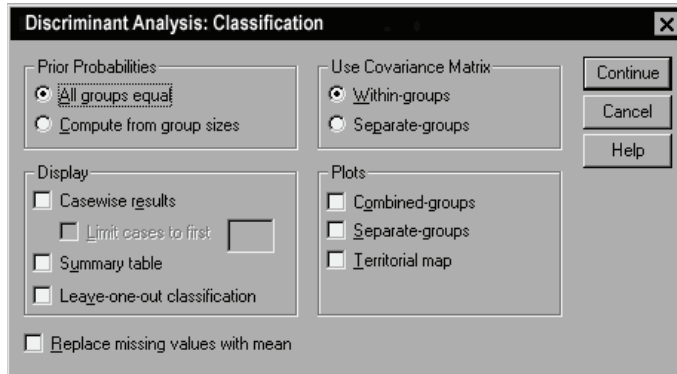 Discriminant Analysis: Classification
Prior Probabilities
All groups equal
Compute from group sizes
Use Covariance Matrix
Within-groups
Separate-groups
Continue
Cancel
Help
Display
Casewise results
Limit cases to first
Summary table
Leave-one-out classification
Plots
Combined-groups
Separate-groups
Territorial map
Replace missing values with mean